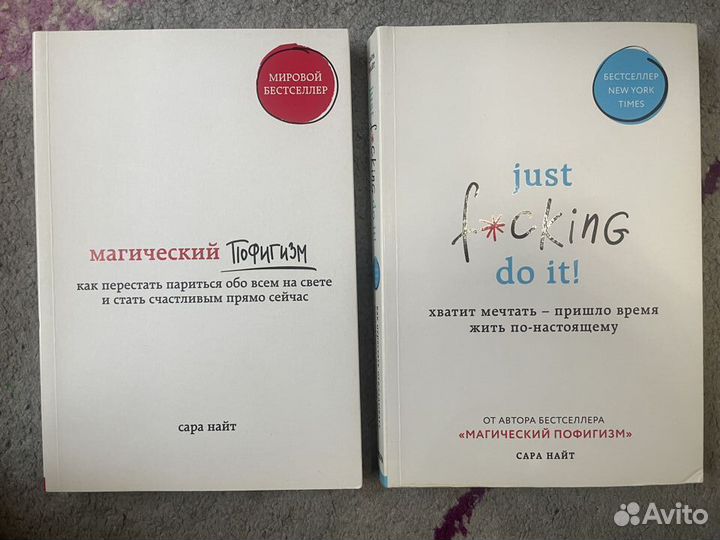 МИРОВОЙ
БЕСТСЕЛЛЕР
магический ПОФИГИЗМ
как перестать париться обо всем на свете
и стать счастливым прямо сейчас
сара найт
БЕСТСЕЛЛЕР
NEW YORK
TIMES
just
f*cking
do it!
хватит мечтать – пришло время
жить по-настоящему
ОТ АВТОРА БЕСТСЕЛЛЕРА
«МАГИЧЕСКИЙ ПОФИГИЗМ»
САРА НАЙТ
Avito